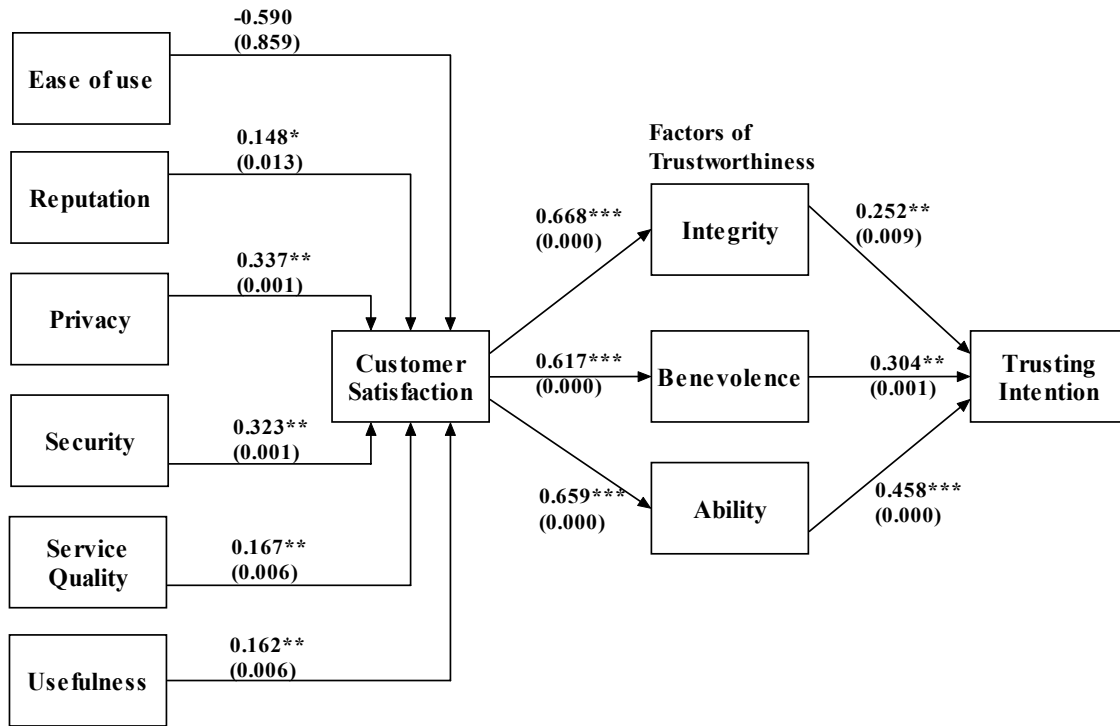 -0.590
(0.859)
Ease of use
0.148*
(0.013)
Reputation
0.337**
(0.001)
Privacy
0.323**
(0.001)
Security
0.167**
(0.006)
Service
Quality
0.162**
(0.006)
Usefulness
Customer
Satisfaction
Factors of
Trustworthiness
0.668***
(0.000)
Integrity
0.252**
(0.009)
0.617***
(0.000)
Benevolence
0.304**
(0.001)
0.659***
(0.000)
Ability
0.458***
(0.000)
Trusting
Intention